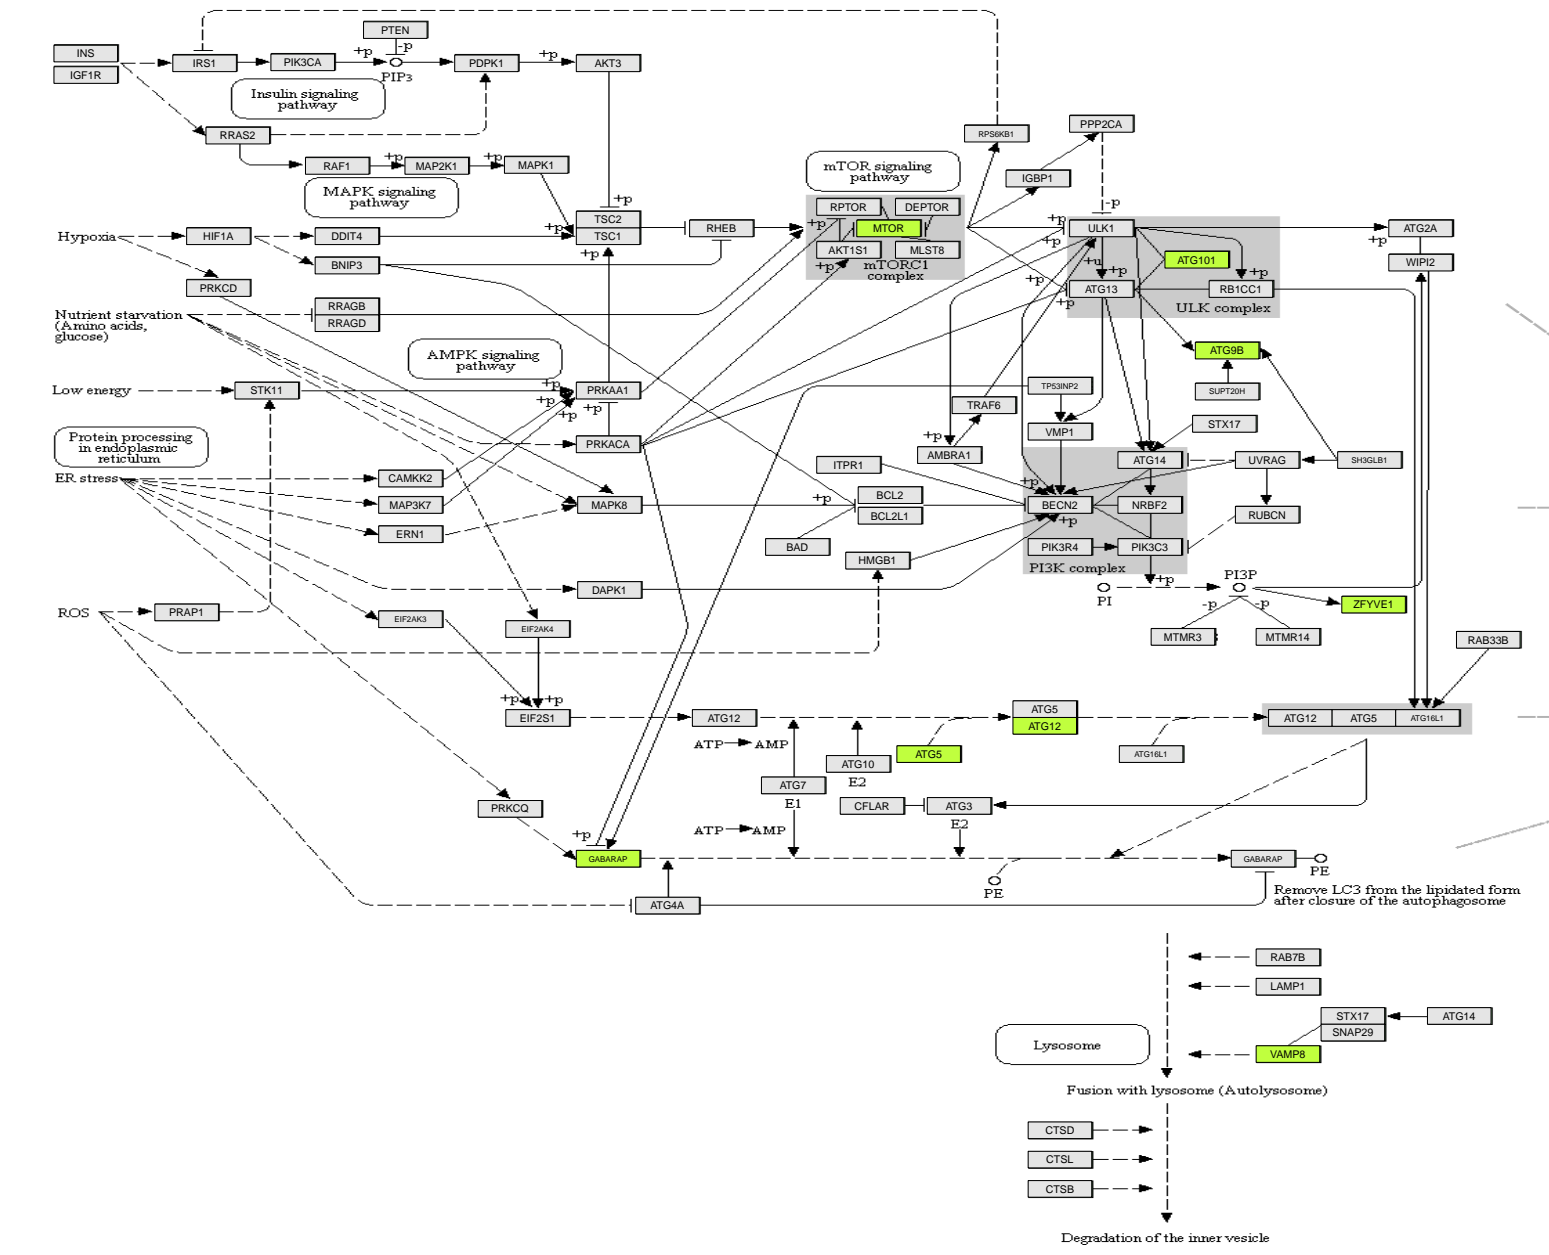 PTEN
INS
IGF1R
IRS1
PIK3CA
+p
-p
PIP3
PDPK1
+p
AKT3
Insulin signaling
pathway
RRAS2
RAF1
+p
MAP2K1
+p
MAPK1
MAPK signaling
pathway
RPS6KB1
PPP2CA
IGBP1
mTOR signaling
pathway
-p
+p
TSC2
TSC1
+p
+p
RHEB
RPTOR
DEPTOR
+p
MTOR
AKT1S1
MLST8
+p
mTORC1
complex
+p
+p
ULK1
ATG2A
+p
WIPI2
Hypoxia
HIF1A
DDIT4
BNIP3
PRKCD
ATG101
+u
+p
+p
+p
+p
ATG13
RB1CC1
ULK complex
Nutrient starvation
(Amino acids,
glucose)
RRAGB
RRAGD
AMPK signaling
pathway
ATG9B
SUPT20H
Low energy
STK11
+p
+p
+p
PRKAA1
+p
TP53INP2
TRAF6
STX17
VMP1
Protein processing
in endoplasmic
reticulum
PRKACA
+p
AMBRA1
ATG14
UVRAG
SH3GLB1
ER stress
CAMKK2
ITPR1
MAP3K7
MAPK8
+p
BCL2
BCL2L1
+p
BECN2
+p
NRBF2
RUBCN
ERN1
BAD
HMGB1
PIK3R4
PIK3C3
PI3K complex
+p
PI
PI3P
ZFYVE1
-p
-p
MTMR3
MTMR14
DAPK1
ROS
PRAP1
EIF2AK3
EIF2AK4
RAB33B
+p
+p
EIF2S1
ATG12
ATG5
ATG12
ATG12
ATG5
ATG16L1
ATP
AMP
ATG10
E2
ATG5
ATG16L1
ATG7
E1
PRKCQ
CFLAR
ATG3
E2
ATP
AMP
+p
GABARAP
GABARAP
PE
PE
ATG4A
Remove LC3 from the lipidated form
after closure of the autophagosome
RAB7B
LAMP1
STX17
SNAP29
ATG14
Lysosome
VAMP8
Fusion with lysosome (Autolysosome)
CTSD
CTSL
CTSB
Degradation of the inner vesicle